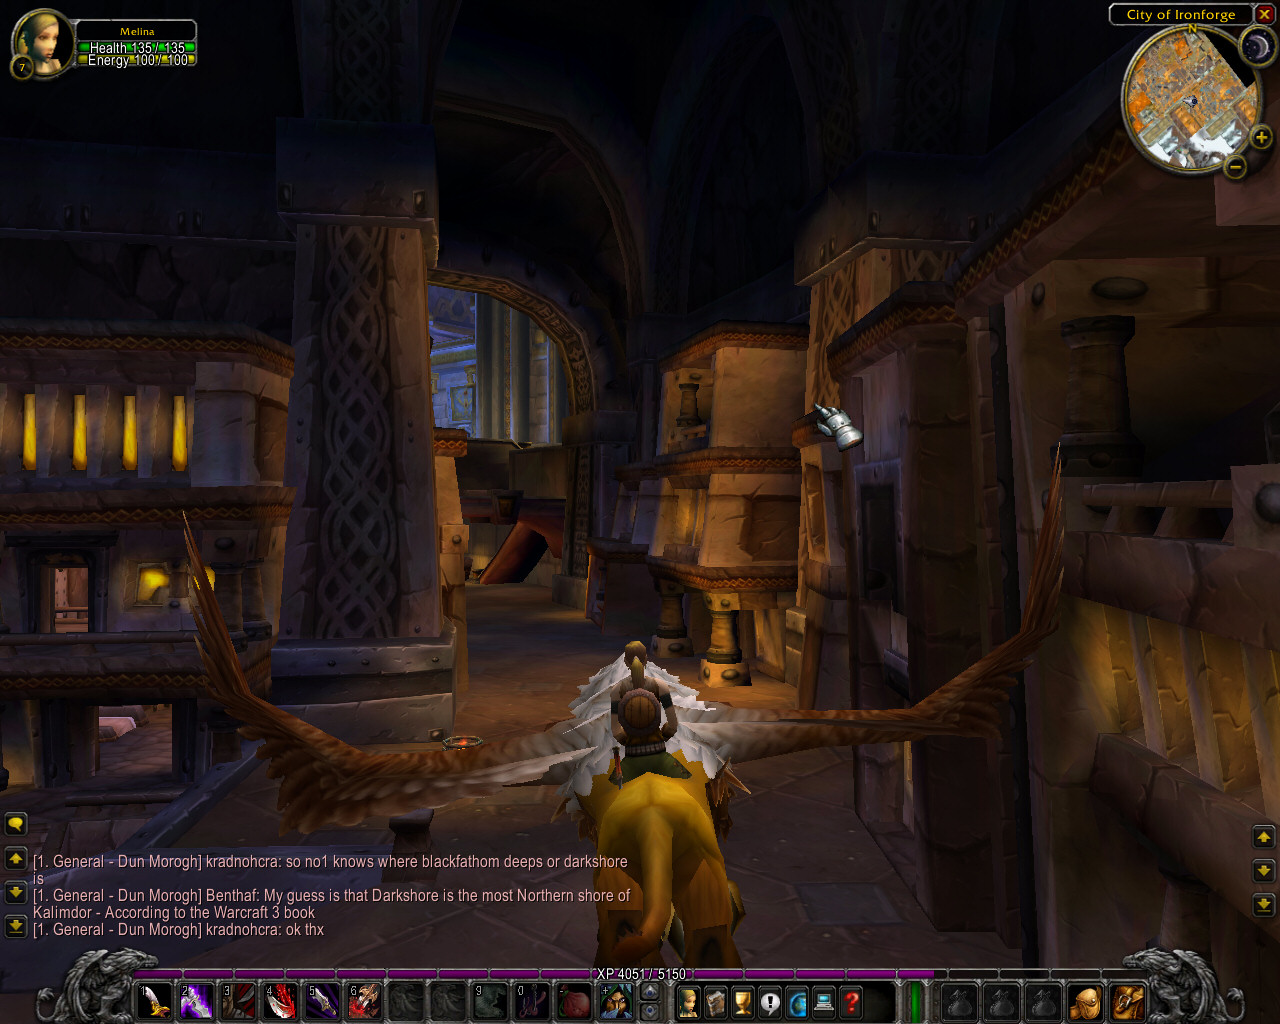 Melina
Health 135 / 135
Energy 100 / 100
7
City of Ironforge
N
[1. General - Dun Morogh] kradnohcra: so no1 knows where blackfathom deeps or darkshore
is
[1. General - Dun Morogh] Benthaf: My guess is that Darkshore is the most Northern shore of
Kalimdor - According to the Warcraft 3 book
[1. General - Dun Morogh] kradnohcra: ok thx
XP 4051 / 5150
1 2 3 4 5 6 9 0 - +